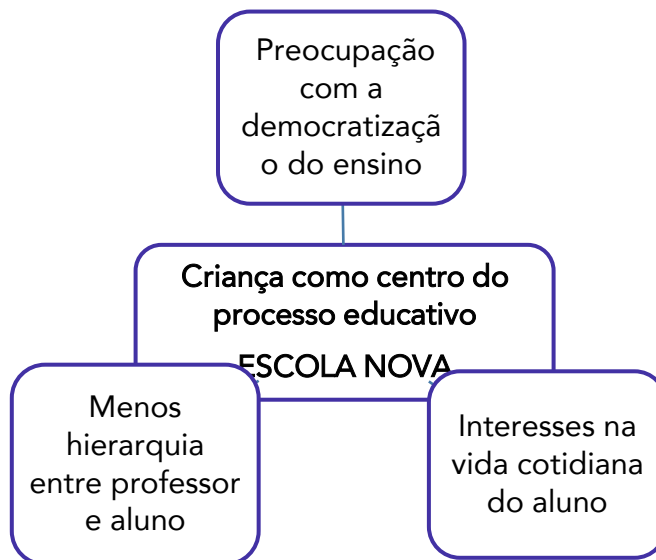 Preocupação
com a
democratizaçã
o do ensino
Criança como centro do
processo educativo
ESCOLA NOVA
Menos
hierarquia
entre professor
e aluno
Interesses na
vida cotidiana
do aluno